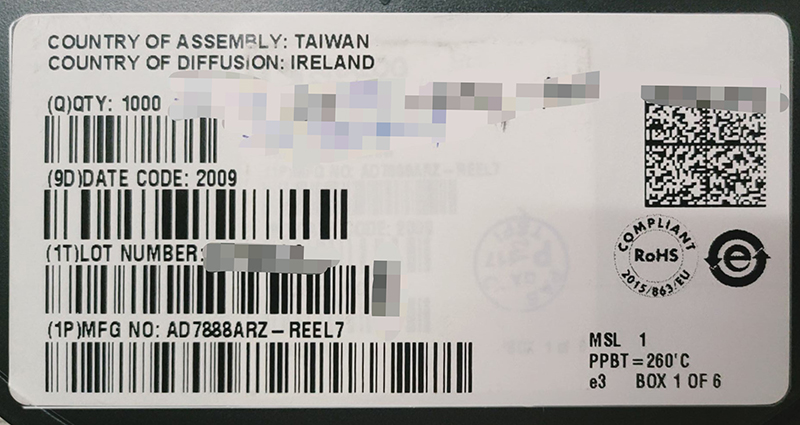 COUNTRY OF ASSEMBLY: TAIWAN
COUNTRY OF DIFFUSION: IRELAND
(Q)QTY: 1000
(9D)DATE CODE: 2009
(1T)LOT NUMBER:
(1P)MFG NO: AD7888ARZ-REEL7
COMPLIANT
RoHS
2015/863/EU
e
MSL 1
PPBT=260°C
e3 BOX 1 OF 6